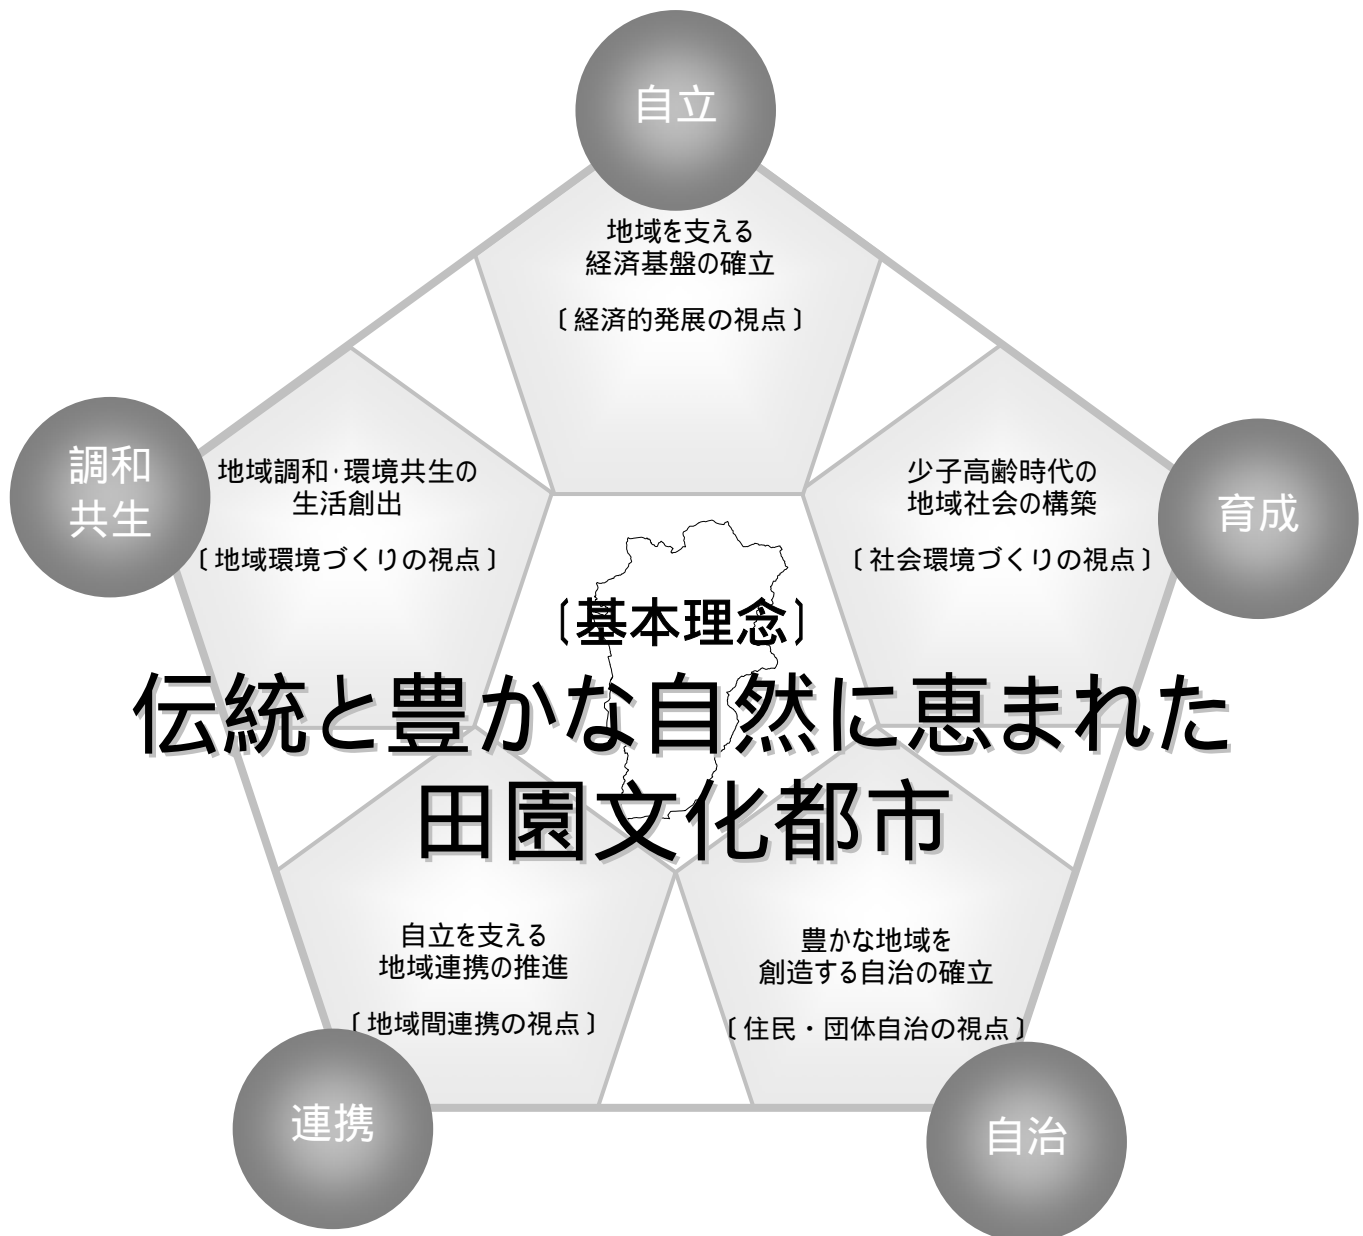 自立
地域を支える
経済基盤の確立
〔経済的発展の視点〕
調和
共生
地域調和･環境共生の
生活創出
〔地域環境づくりの視点〕
少子高齢時代の
地域社会の構築
〔社会環境づくりの視点〕
育成
〔基本理念〕
伝統と豊かな自然に恵まれた
田園文化都市
自立を支える
地域連携の推進
〔地域間連携の視点〕
豊かな地域を
創造する自治の確立
〔住民・団体自治の視点〕
連携
自治